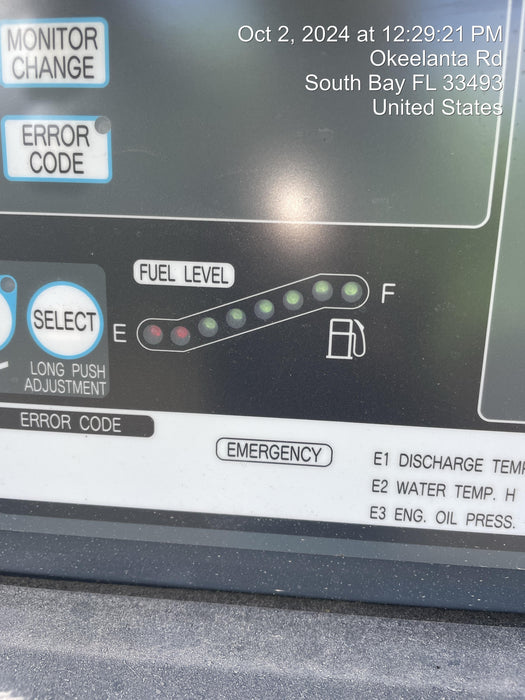 Oct 2, 2024 at 12:29:21 PM
Okeelanta Rd
South Bay FL 33493
United States
MONITOR
CHANGE
ERROR
CODE
FUEL LEVEL
E
F
SELECT
LONG PUSH
ADJUSTMENT
ERROR CODE
EMERGENCY
E1 DISCHARGE
E2 WATER TEMP. H
E3 ENG. OIL PRESS.